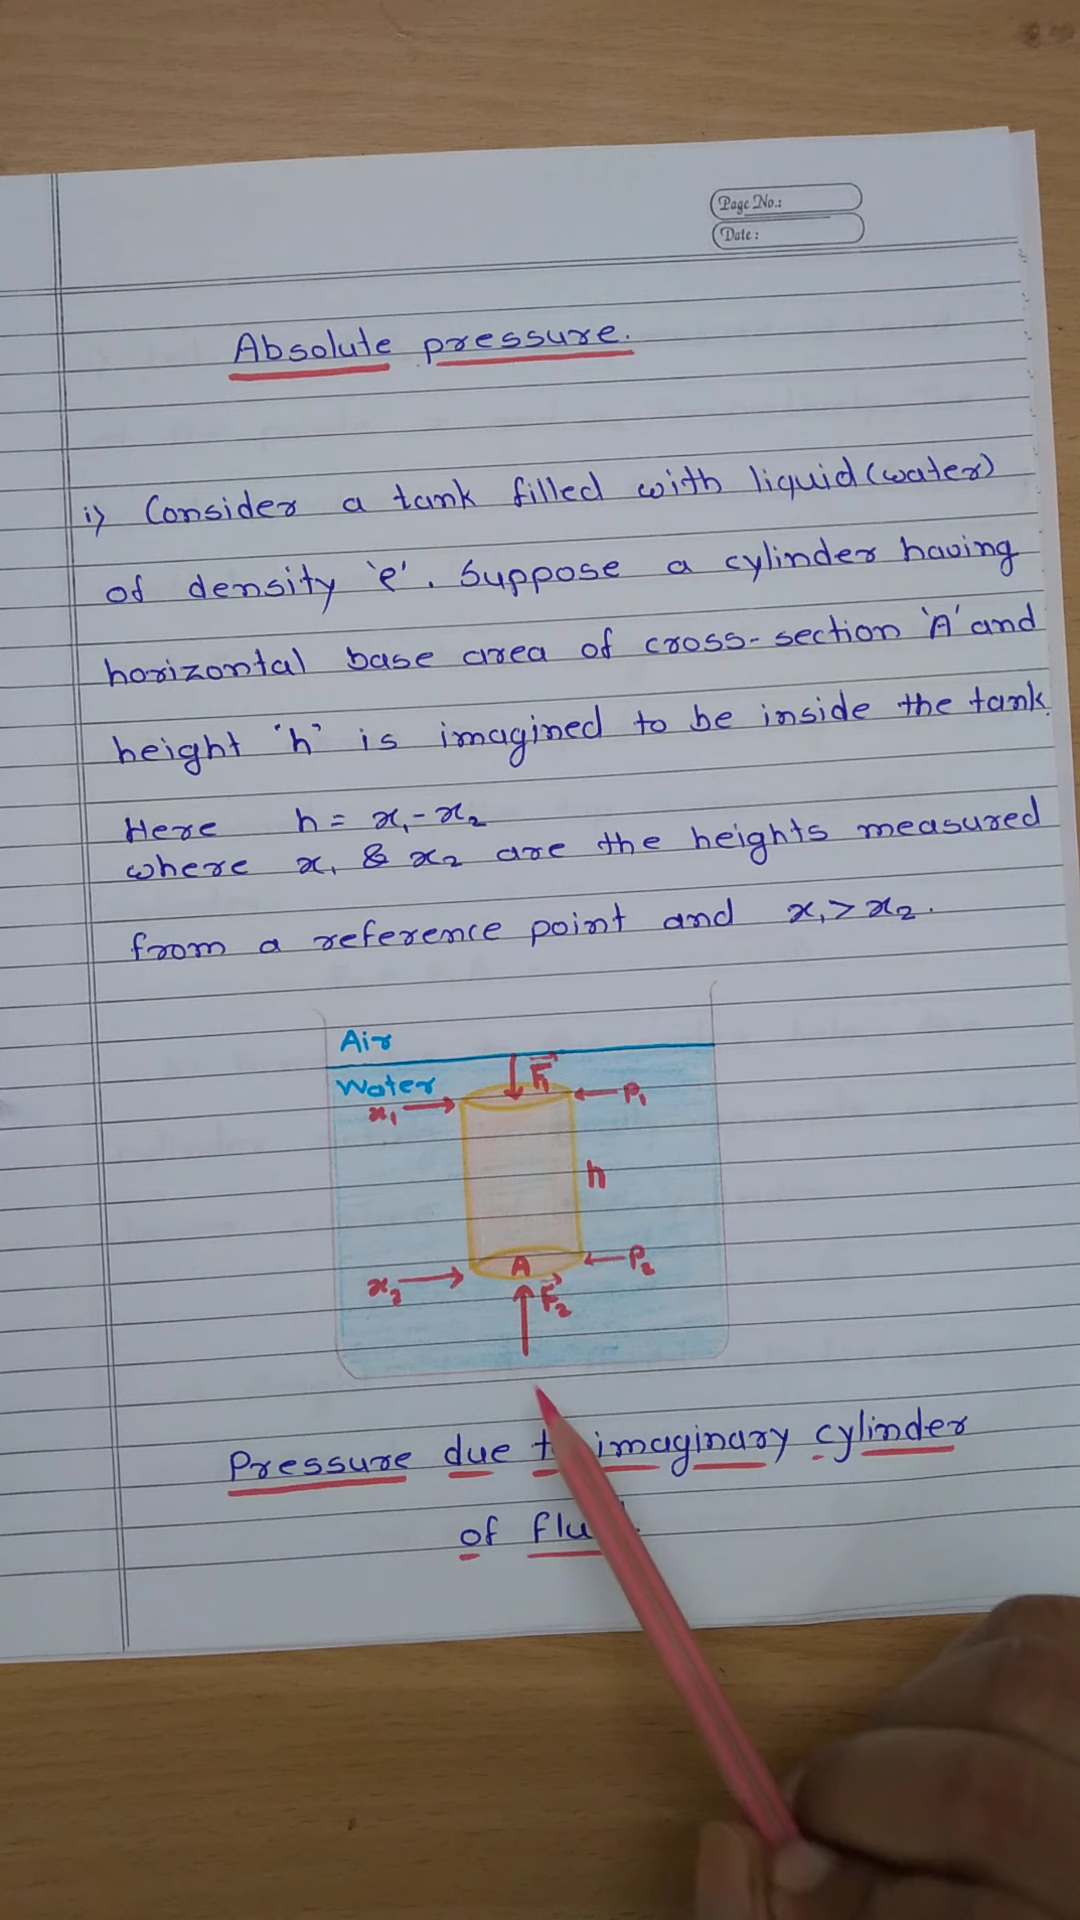 Page No.:
Date:
Absolute pressure.
i) Consider a tank filled with liquid (water)
of density 'ρ'. Suppose a cylinder having
horizontal base area of cross-section 'A' and
height 'h' is imagined to be inside the tank.
Here h = x₁ - x₂
where x₁ & x₂ are the heights measured
from a reference point and x₁ > x₂.
Air
Water
F₁
x₁
P₁
h
A
P₂
x₂
F₂
Pressure due imaginary cylinder
of